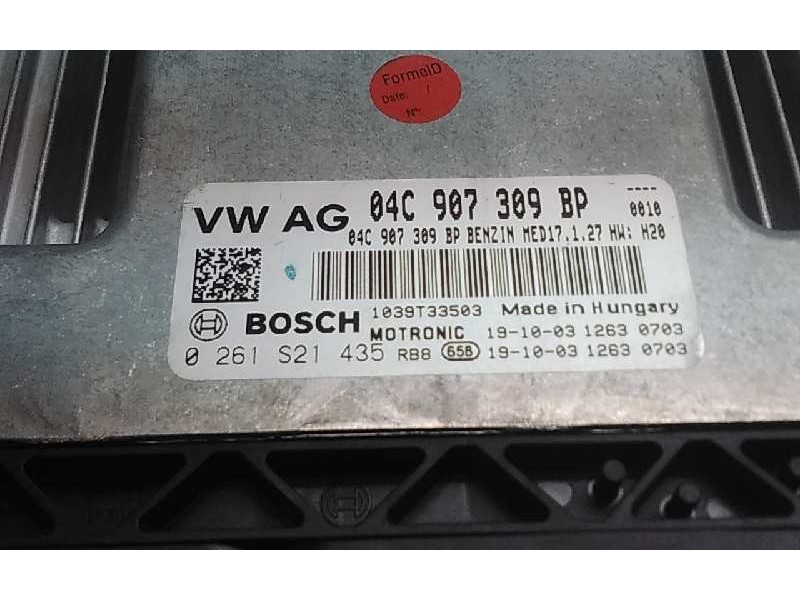 FormelD
Date: /
N°:
VW AG 04C 907 309 BP ----
0010
04C 907 309 BP BENZIN MED17.1.27 HW: H20
1039T33503 Made in Hungary
BOSCH MOTRONIC 19-10-03 1263 0703
0 261 S21 435 RB8 658 19-10-03 1263 0703